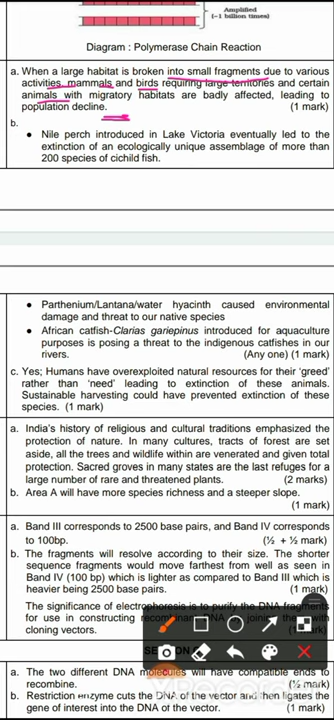 Amplified
(~1 billion times)
Diagram : Polymerase Chain Reaction
a. When a large habitat is broken into small fragments due to various
activities, mammals and birds requiring large territories and certain
animals with migratory habitats are badly affected, leading to
population decline. (1 mark)
b.
• Nile perch introduced in Lake Victoria eventually led to the
extinction of an ecologically unique assemblage of more than
200 species of cichild fish.
• Parthenium/Lantana/water hyacinth caused environmental
damage and threat to our native species
• African catfish-Clarias gariepinus introduced for aquaculture
purposes is posing a threat to the indigenous catfishes in our
rivers. (Any one) (1 mark)
c. Yes; Humans have overexploited natural resources for their ‘greed’
rather than ‘need’ leading to extinction of these animals.
Sustainable harvesting could have prevented extinction of these
species. (1 mark)
a. India’s history of religious and cultural traditions emphasized the
protection of nature. In many cultures, tracts of forest are set
aside, all the trees and wildlife within are venerated and given total
protection. Sacred groves in many states are the last refuges for a
large number of rare and threatened plants. (2 marks)
b. Area A will have more species richness and a steeper slope.
(1 mark)
a. Band III corresponds to 2500 base pairs, and Band IV corresponds
to 100bp. (½ + ½ mark)
b. The fragments will resolve according to their size. The shorter
sequence fragments would move farthest from well as seen in
Band IV (100 bp) which is lighter as compared to Band III which is
heavier being 2500 base pairs. (1 mark)
The significance of electrophoresis is to purify the DNA fragments
for use in constructing recombinant DNA by joining them with
cloning vectors.
a. The two different DNA molecules will have compatible ends to
recombine. (½ mark)
b. Restriction enzyme cuts the DNA of the vector and then ligates the
gene of interest into the DNA of the vector. (1 mark)